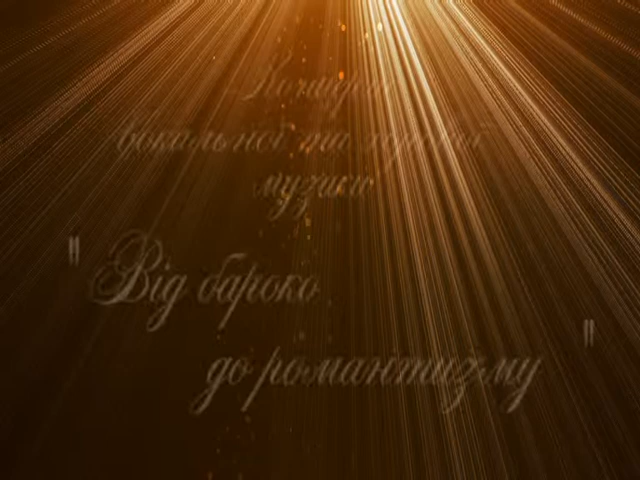 Концерт
вокальної та хорової
музики
"Від бароко
до романтизму"